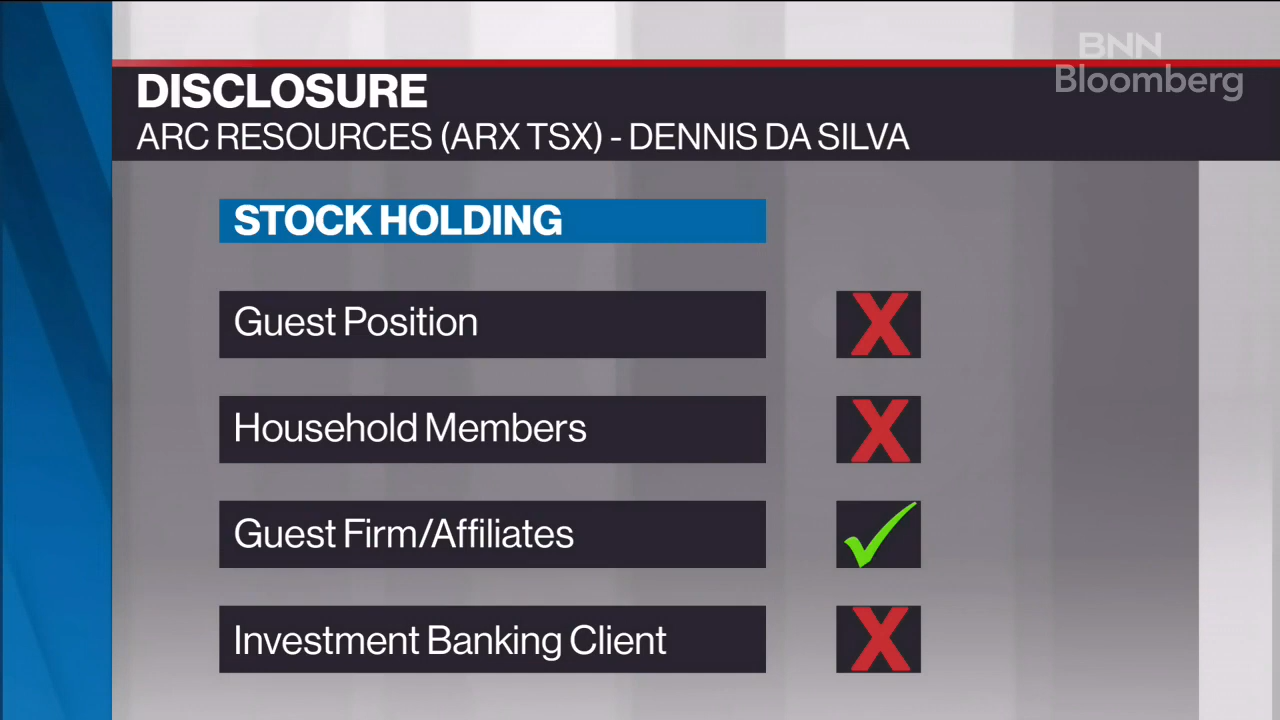 BNN
Bloomberg
DISCLOSURE
ARC RESOURCES (ARX TSX) - DENNIS DA SILVA
STOCK HOLDING
Guest Position
Household Members
Guest Firm/Affiliates
Investment Banking Client